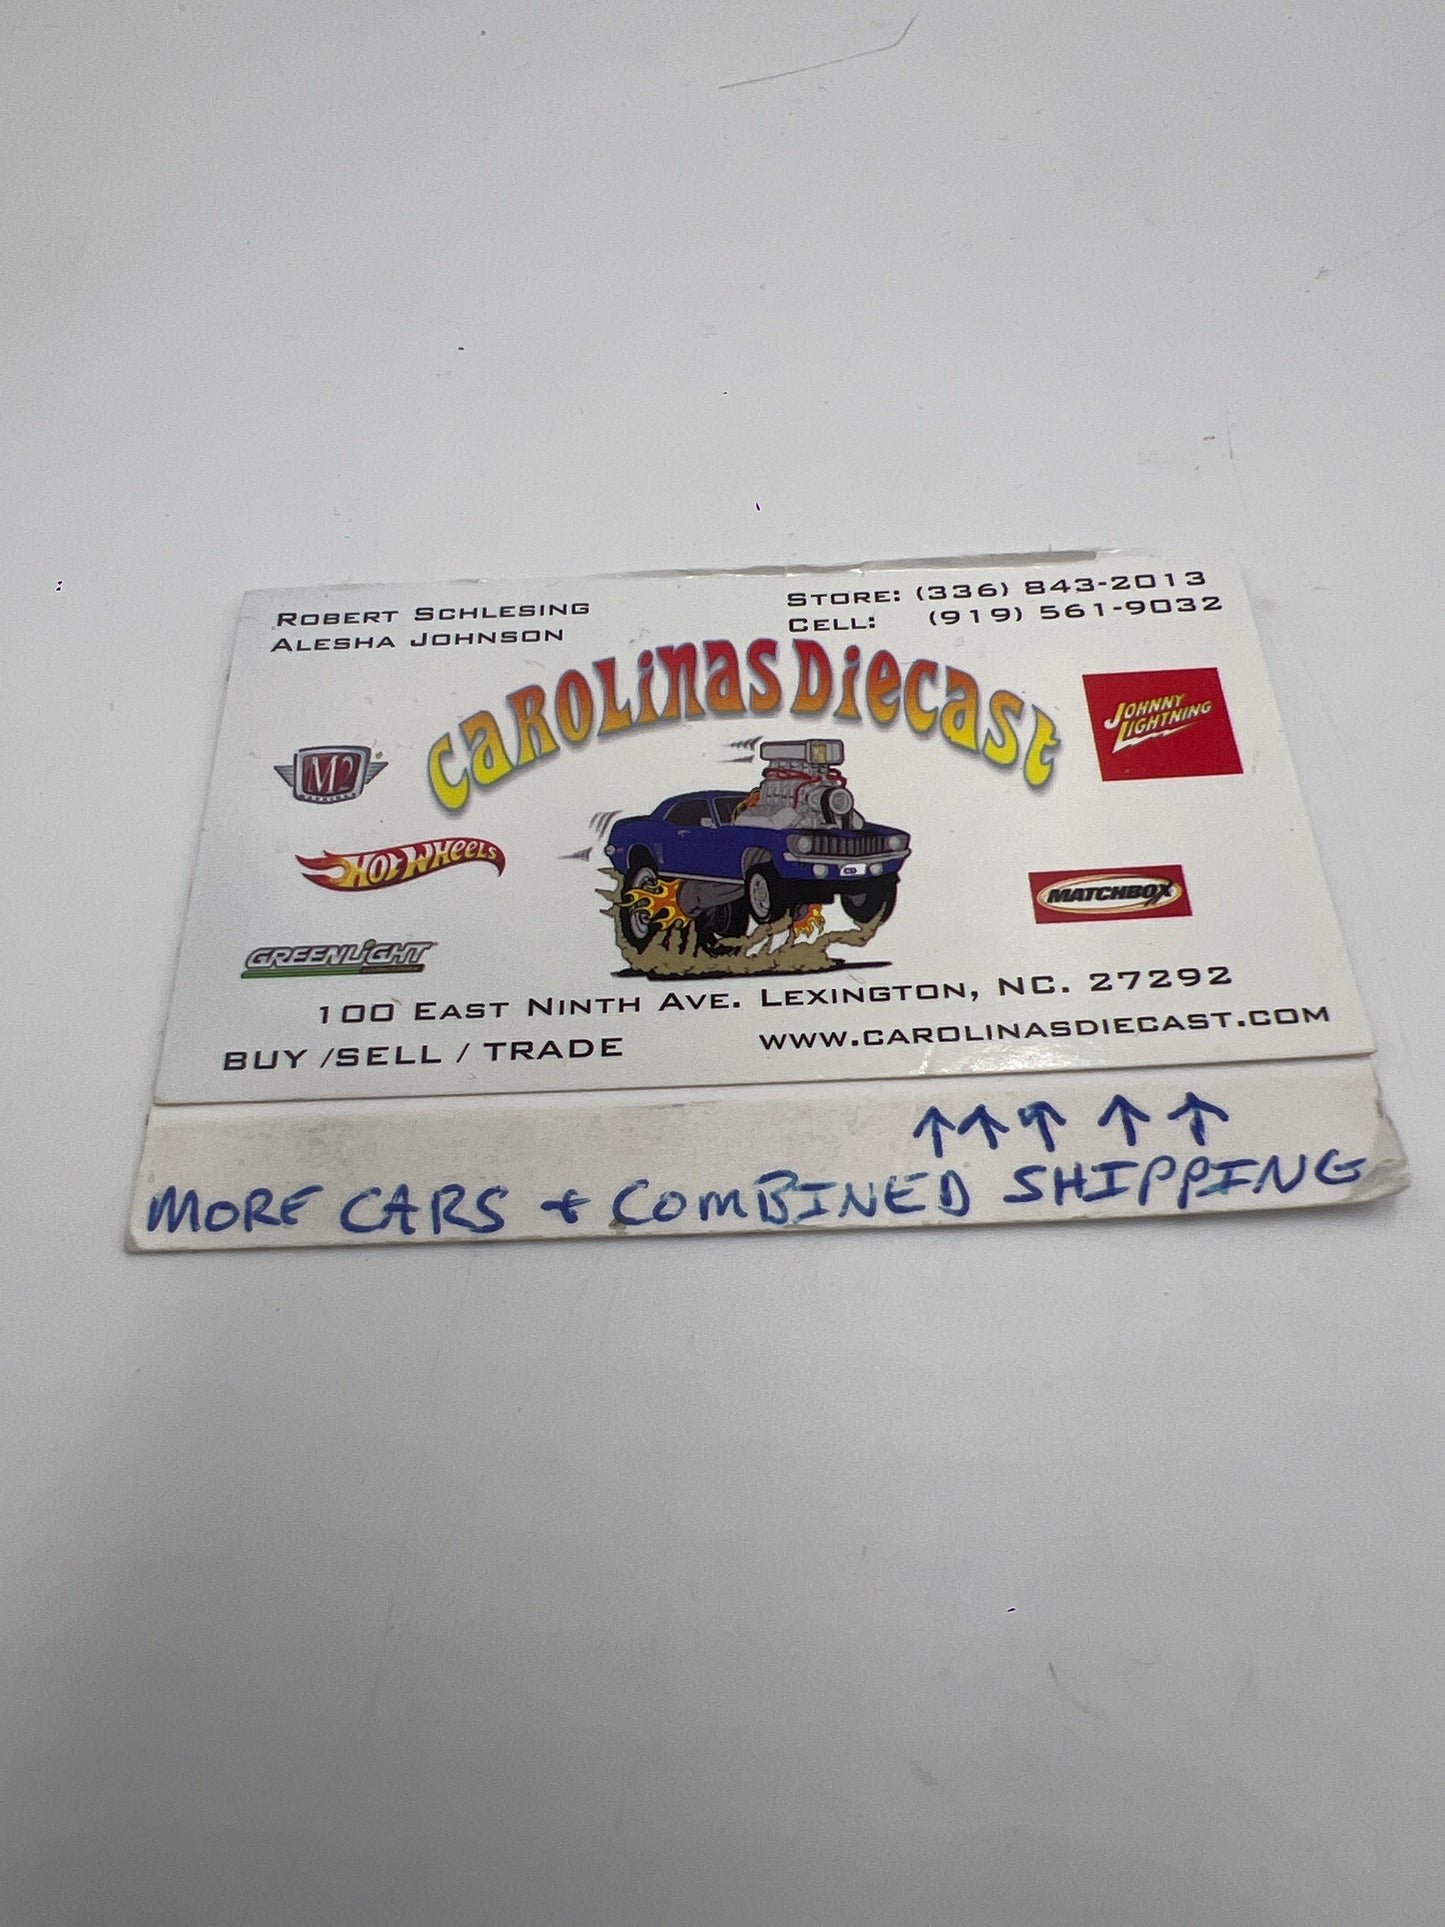 ROBERT SCHLESING
ALESHA JOHNSON
STORE: (336) 843-2013
CELL: (919) 561-9032
CAROLINAS DIECAST
M2
JOHNNY
LIGHTNING
HOT WHEELS
CD
MATCHBOX
GREENLIGHT
100 EAST NINTH AVE. LEXINGTON, NC. 27292
BUY /SELL / TRADE
WWW.CAROLINASDIECAST.COM
↑↑↑ ↑ ↑
MORE CARS + COMBINED SHIPPING